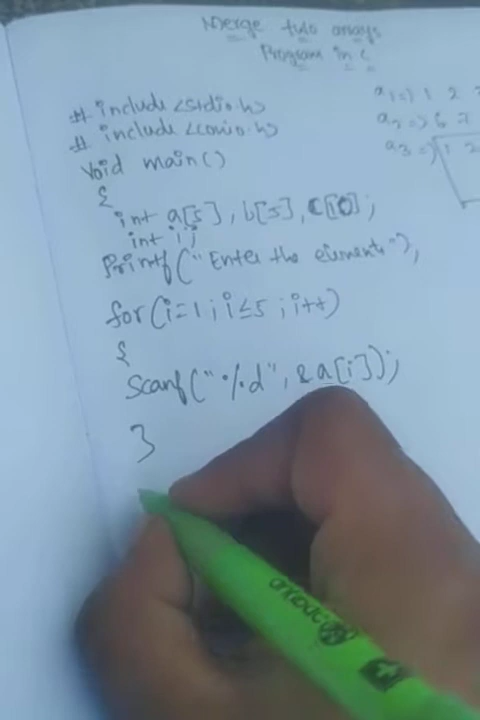 Merge two arrays
Program in C
a1=) 1 2
a2=) 6 7
a3=) 1 2
# include <stdio.h>
# include <conio.h>
void main()
{
int a[5], b[5], c[10];
int i;
Printf("Enter the elements");
for(i=1; i≤5; i++)
{
Scanf("%d", &a[i]);
}